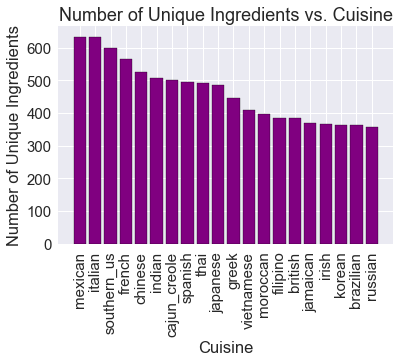 Number of Unique Ingredients vs. Cuisine
Number of Unique Ingredients
600
500
400
300
200
100
0
mexican
italian
southern_us
french
chinese
indian
cajun_creole
spanish
thai
japanese
greek
vietnamese
moroccan
filipino
british
jamaican
irish
korean
brazilian
russian
Cuisine